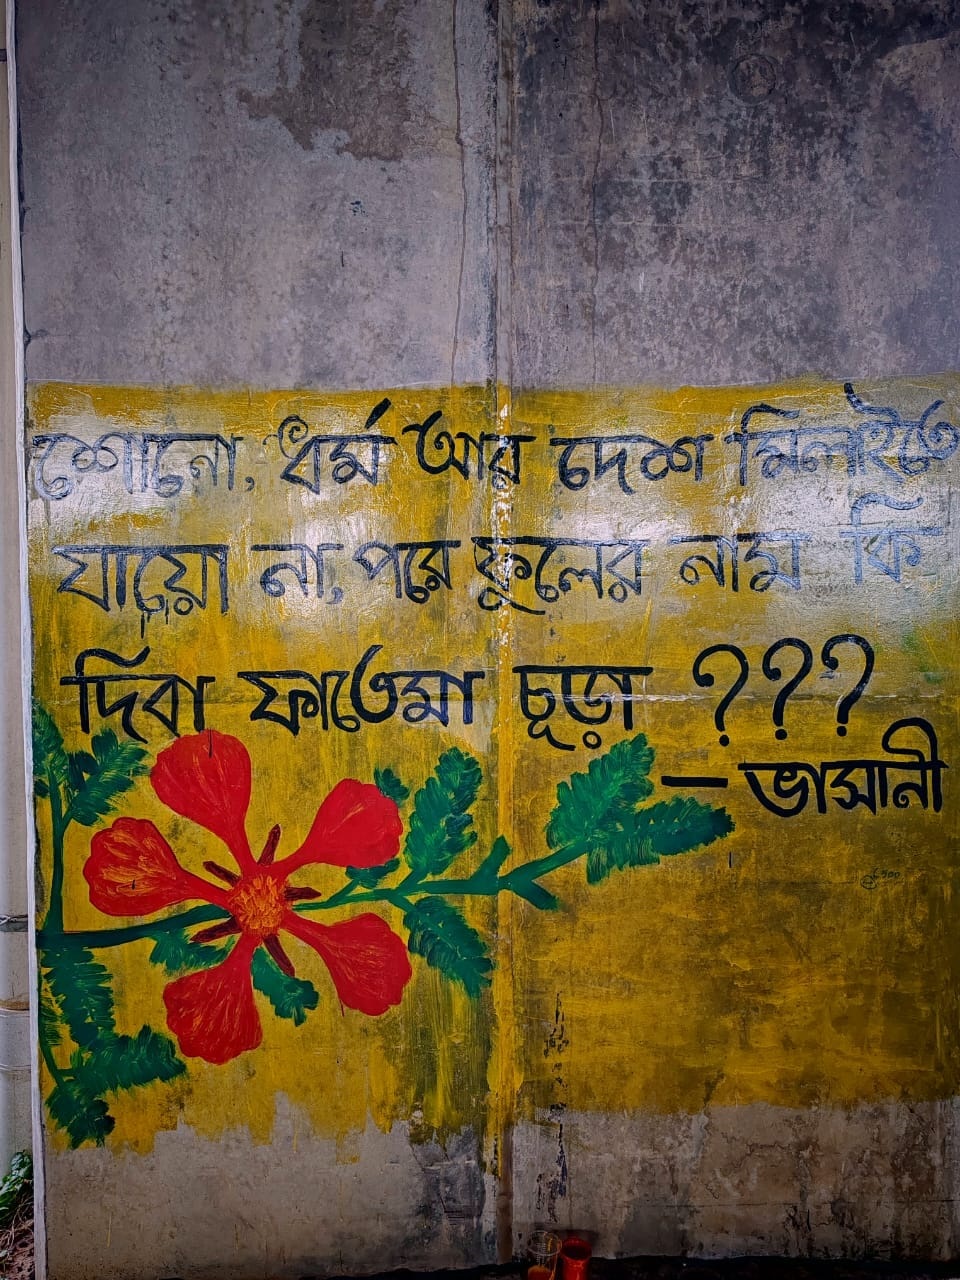 শোনো, ধর্ম আর দেশ মিলাইতে
যায়ো না, পরে ফুলের নাম কি
দিবা ফাতেমা চূড়া ???
— ভাসানী